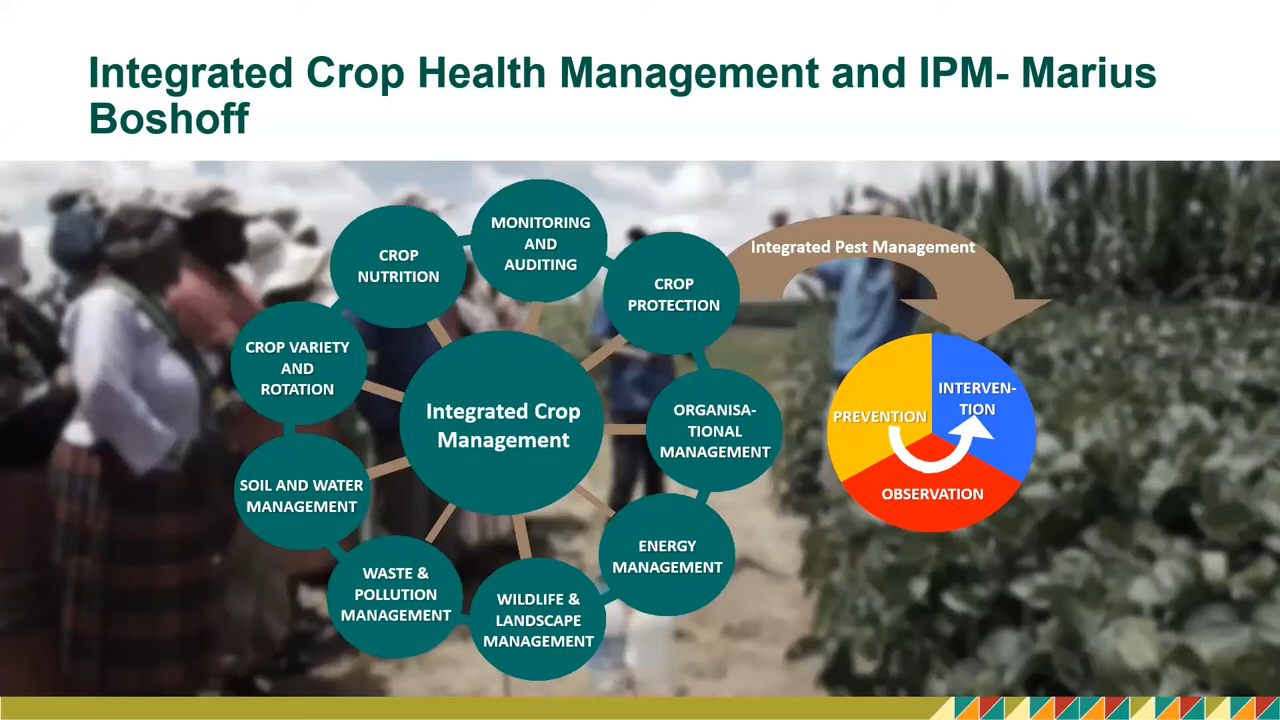 Integrated Crop Health Management and IPM- Marius
Boshoff
MONITORING
AND
AUDITING
CROP
NUTRITION
CROP
PROTECTION
Integrated Pest Management
CROP VARIETY
AND
ROTATION
Integrated Crop
Management
ORGANISA-
TIONAL
MANAGEMENT
PREVENTION
INTERVEN-
TION
OBSERVATION
SOIL AND WATER
MANAGEMENT
ENERGY
MANAGEMENT
WASTE &
POLLUTION
MANAGEMENT
WILDLIFE &
LANDSCAPE
MANAGEMENT